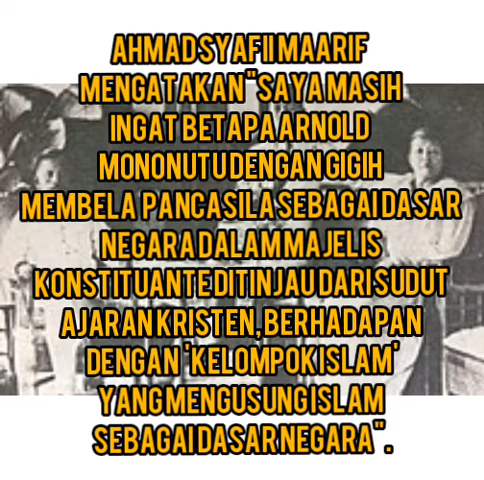 AHMAD SYAFII MAARIF
MENGATAKAN "SAYA MASIH
INGAT BETAPA ARNOLD
MONONUTU DENGAN GIGIH
MEMBELA PANCASILA SEBAGAI DASAR
NEGARA DALAM MAJELIS
KONSTITUANTE DITINJAU DARI SUDUT
AJARAN KRISTEN, BERHADAPAN
DENGAN 'KELOMPOK ISLAM'
YANG MENGUSUNG ISLAM
SEBAGAI DASAR NEGARA".